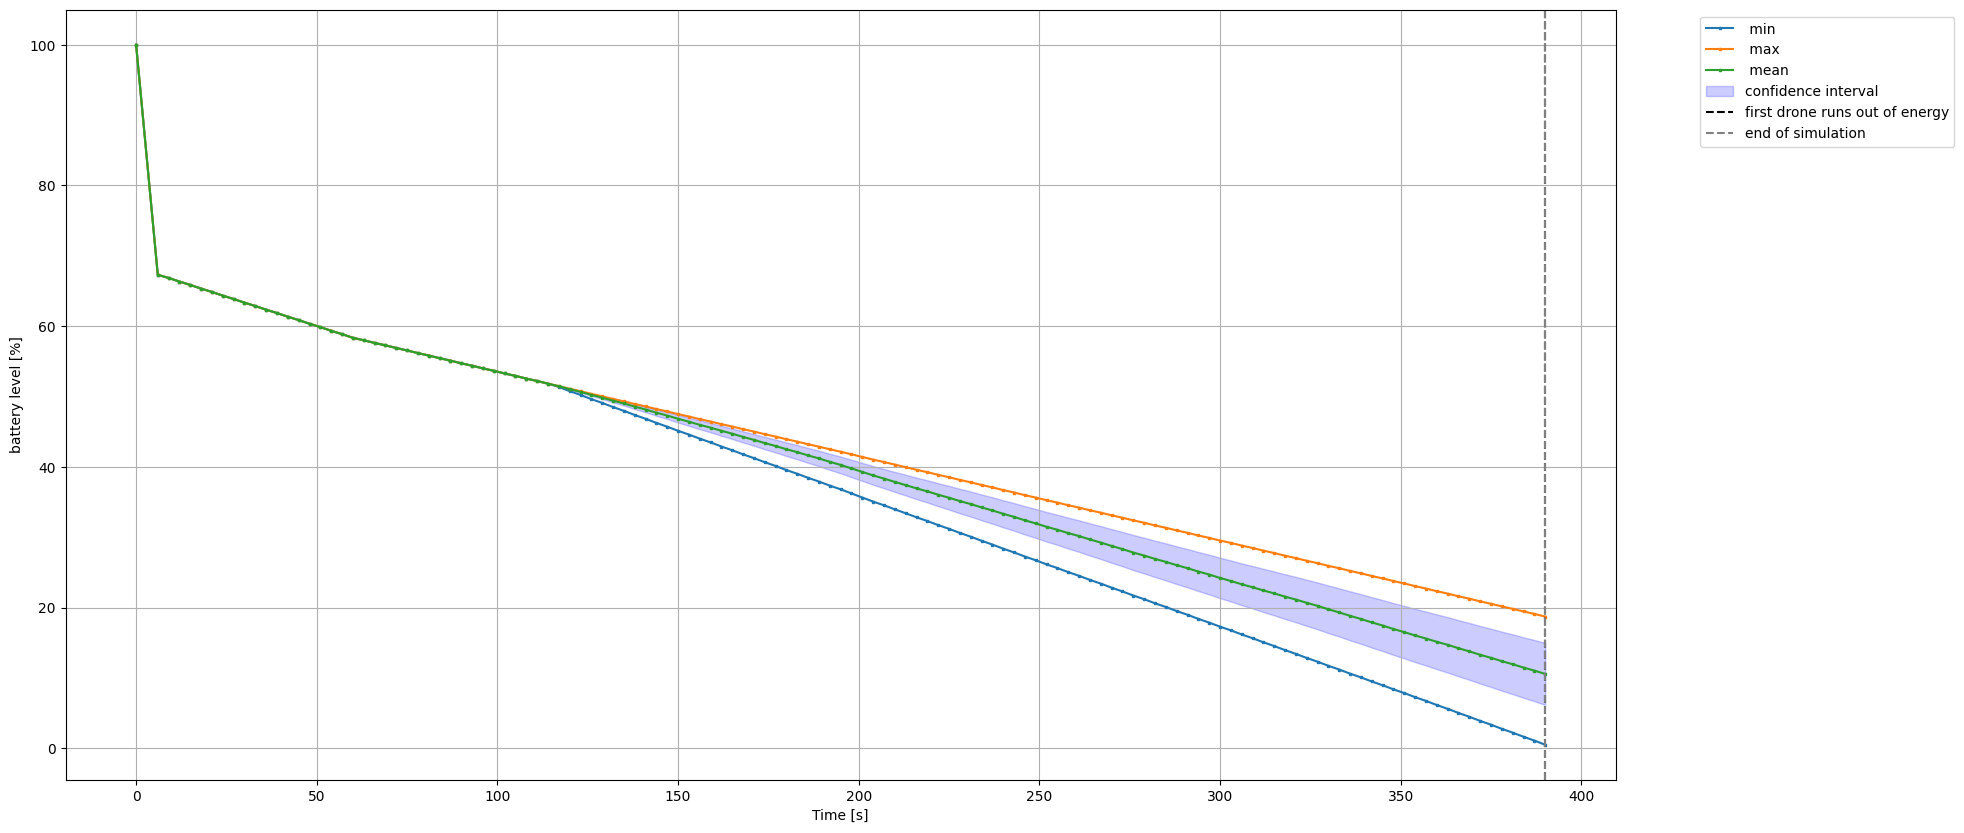 100
80
60
40
20
0
battery level [%]
0 50 100 150 200 250 300 350 400
Time [s]
min
max
mean
confidence interval
first drone runs out of energy
end of simulation